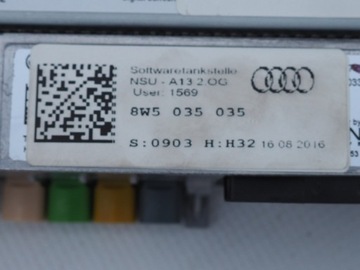 Softwaretankstelle
NSU - A13 2.OG
User: 1569
8W5 035 035
S:0903 H:H32 16 08 2016